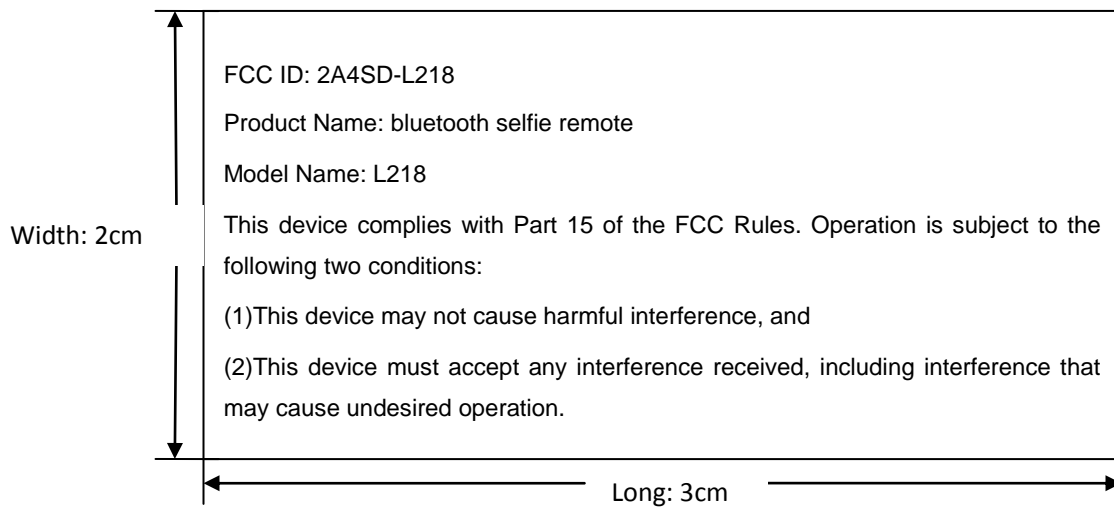 FCC ID: 2A4SD-L218
Product Name: bluetooth selfie remote
Model Name: L218
Width: 2cm
This device complies with Part 15 of the FCC Rules. Operation is subject to the
following two conditions:
(1)This device may not cause harmful interference, and
(2)This device must accept any interference received, including interference that
may cause undesired operation.
Long: 3cm